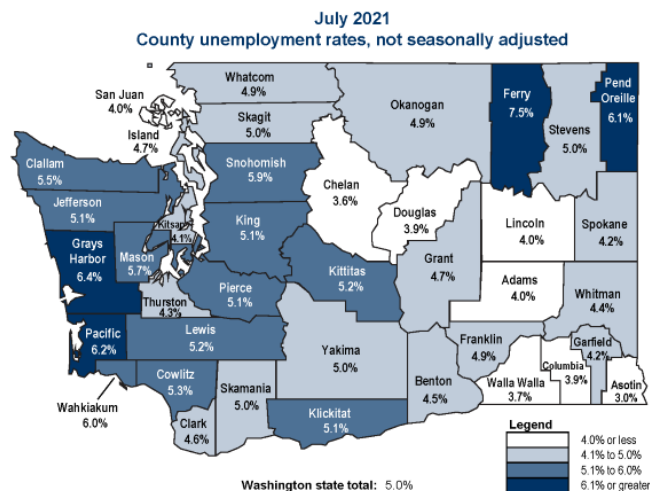 July 2021
County unemployment rates, not seasonally adjusted
San Juan
4.0%
Island
4.7%
Whatcom
4.9%
Skagit
5.0%
Okanogan
4.9%
Ferry
7.5%
Pend
Oreille
6.1%
Stevens
5.0%
Clallam
5.5%
Jefferson
5.1%
Snohomish
5.9%
Chelan
3.6%
Douglas
3.9%
Lincoln
4.0%
Spokane
4.2%
Kitsap
4.1%
King
5.1%
Grays
Harbor
6.4%
Mason
5.7%
Kittitas
5.2%
Grant
4.7%
Adams
4.0%
Whitman
4.4%
Thurston
4.3%
Pierce
5.1%
Pacific
6.2%
Lewis
5.2%
Yakima
5.0%
Franklin
4.9%
Garfield
4.2%
Columbia
3.9%
Walla Walla
3.7%
Asotin
3.0%
Benton
4.5%
Wahkiakum
6.0%
Cowlitz
5.3%
Skamania
5.0%
Klickitat
5.1%
Clark
4.6%
Legend
4.0% or less
4.1% to 5.0%
5.1% to 6.0%
6.1% or greater
Washington state total: 5.0%